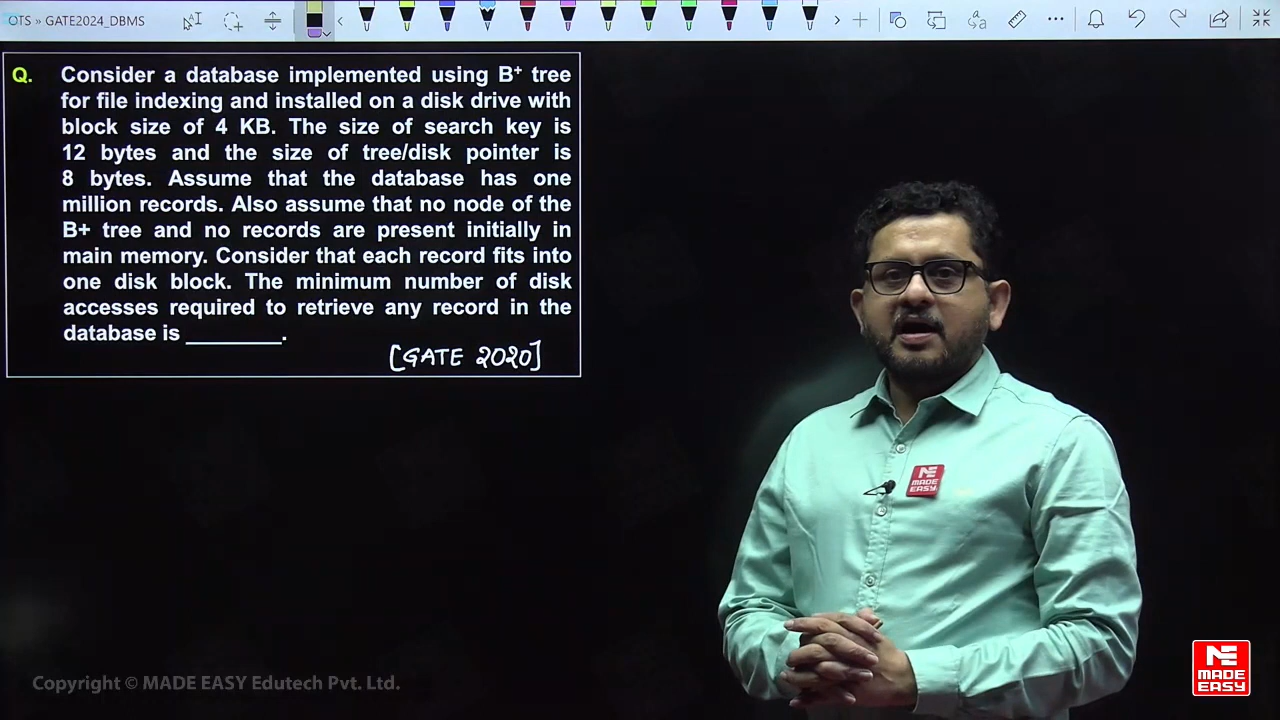 OTS » GATE2024_DBMS
Q. Consider a database implemented using B+ tree
for file indexing and installed on a disk drive with
block size of 4 KB. The size of search key is
12 bytes and the size of tree/disk pointer is
8 bytes. Assume that the database has one
million records. Also assume that no node of the
B+ tree and no records are present initially in
main memory. Consider that each record fits into
one disk block. The minimum number of disk
accesses required to retrieve any record in the
database is ________.
[GATE 2020]
MADE
EASY
Copyright © MADE EASY Edutech Pvt. Ltd.
MADE
EASY